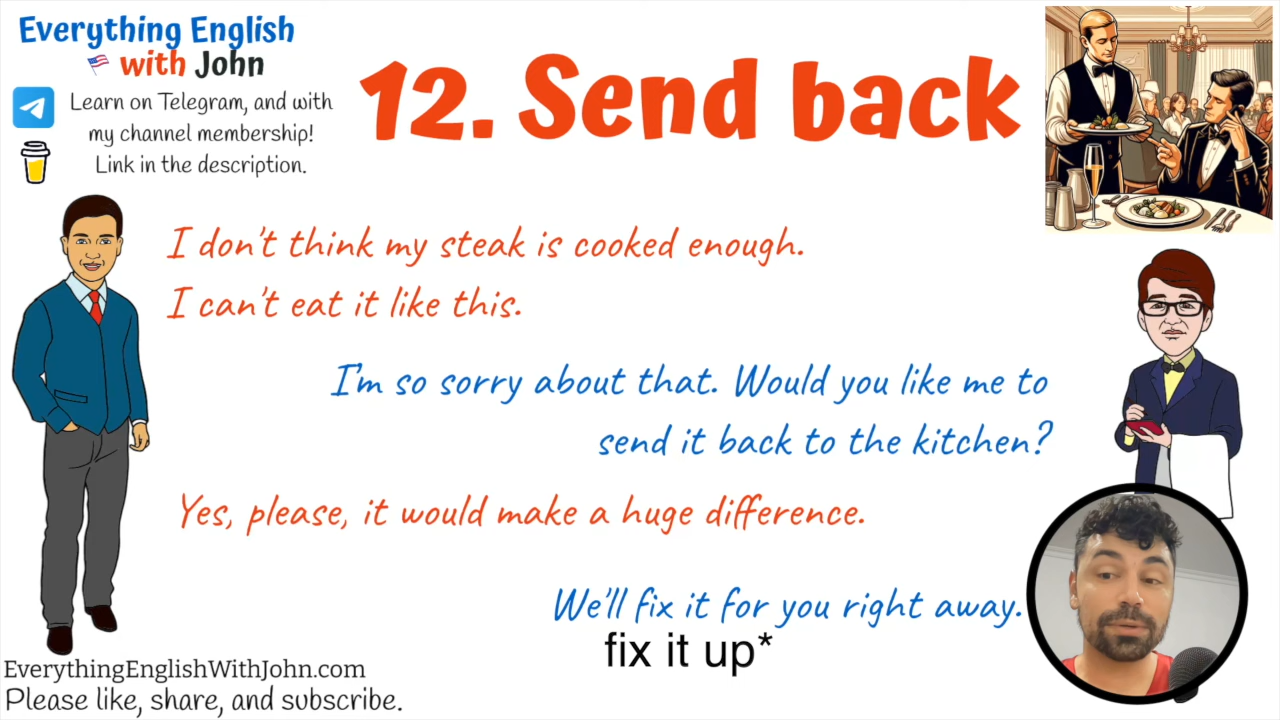 Everything English
with John
Learn on Telegram, and with
my channel membership!
Link in the description.
12. Send back
I don't think my steak is cooked enough.
I can't eat it like this.
I'm so sorry about that. Would you like me to
send it back to the kitchen?
Yes, please, it would make a huge difference.
We'll fix it for you right away.
fix it up*
EverythingEnglishWithJohn.com
Please like, share, and subscribe.